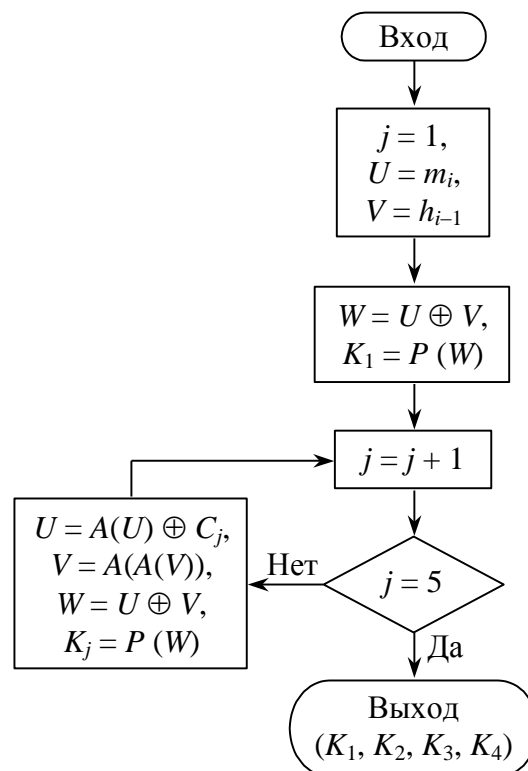 Вход
j = 1,
U = mᵢ,
V = hᵢ₋₁
W = U ⊕ V,
K₁ = P (W)
j = j + 1
U = A(U) ⊕ Cⱼ,
V = A(A(V)),
W = U ⊕ V,
Kⱼ = P (W)
Нет
j = 5
Да
Выход
(K₁, K₂, K₃, K₄)